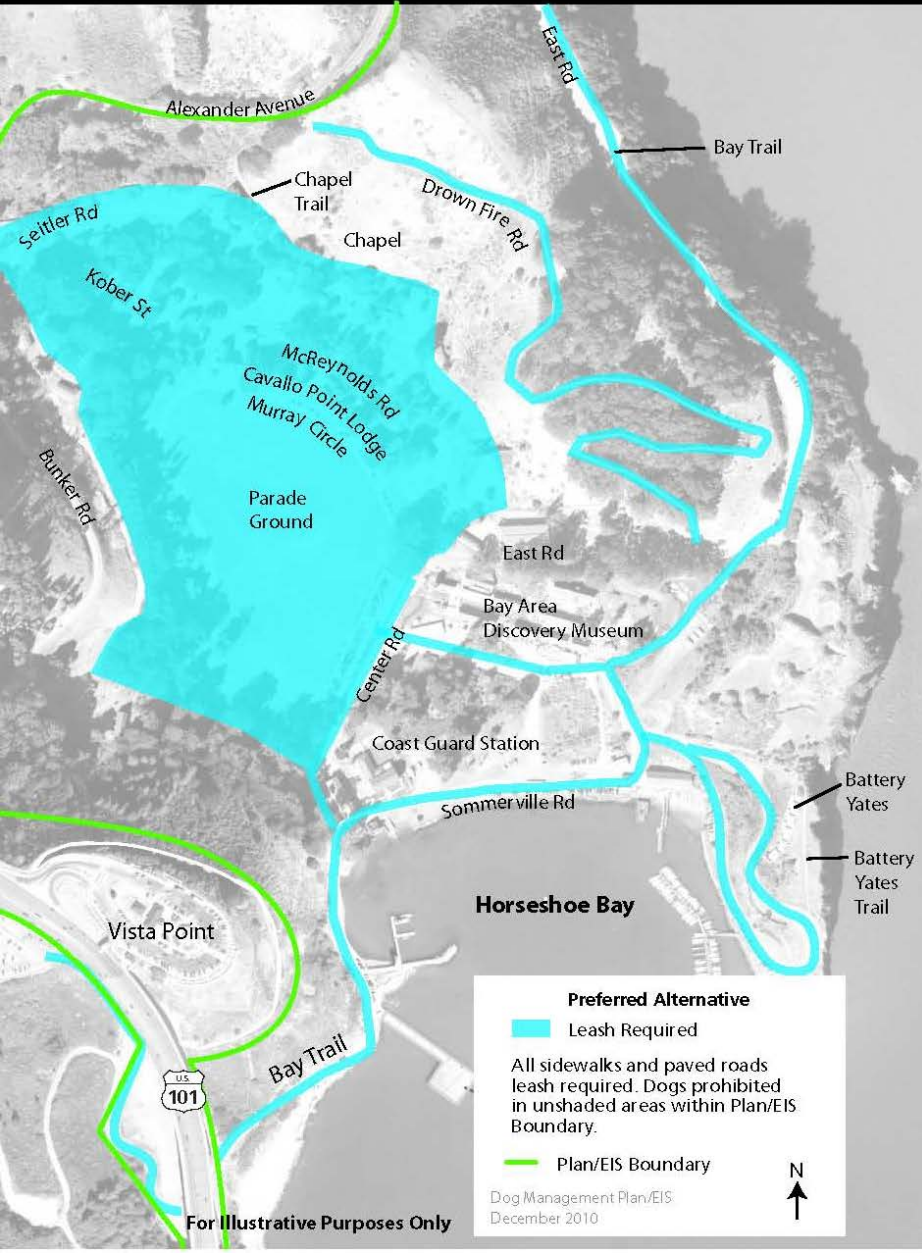 East Rd
Alexander Avenue
Bay Trail
Chapel
Trail
Drown Fire Rd
Seitler Rd
Chapel
Kober St
McReynolds Rd
Cavallo Point Lodge
Murray Circle
Bunker Rd
Parade
Ground
East Rd
Bay Area
Discovery Museum
Center Rd
Coast Guard Station
Sommerville Rd
Battery
Yates
Battery
Yates
Trail
Horseshoe Bay
Vista Point
Bay Trail
U.S.
101
Preferred Alternative
Leash Required
All sidewalks and paved roads
leash required. Dogs prohibited
in unshaded areas within Plan/EIS
Boundary.
Plan/EIS Boundary
N
Dog Management Plan/EIS
December 2010
For Illustrative Purposes Only